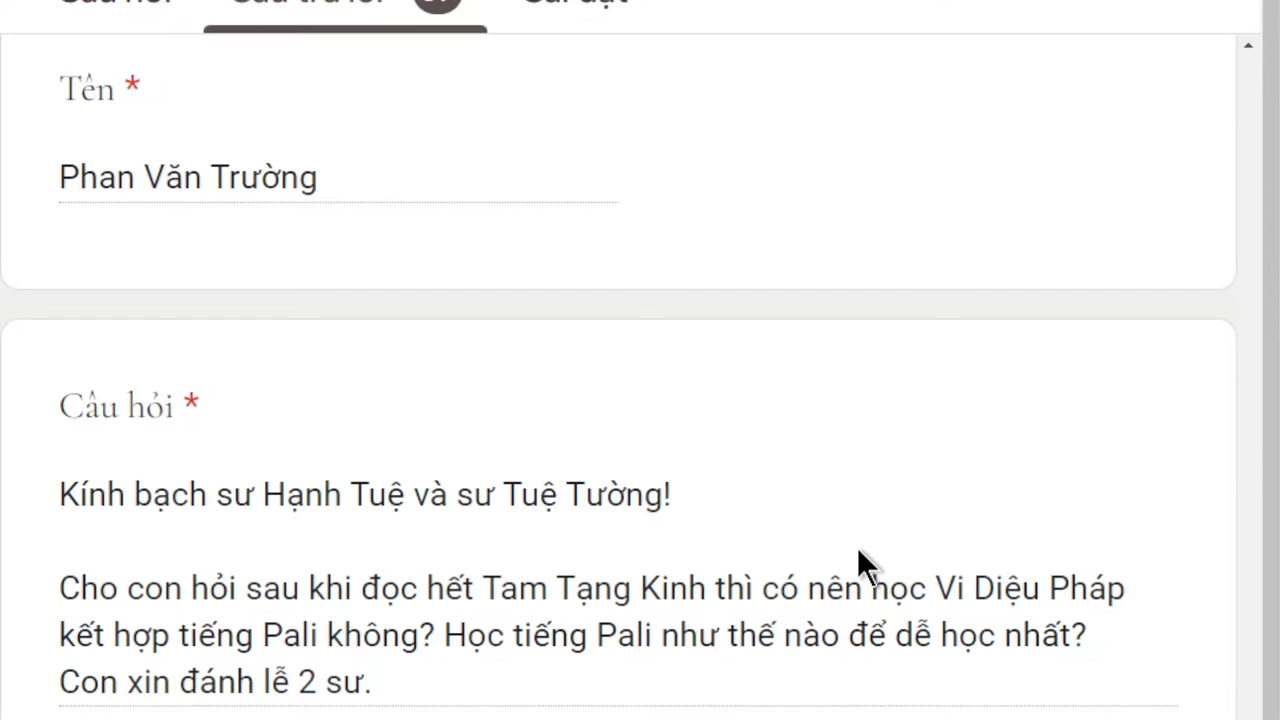 Tên *
Phan Văn Trường
Câu hỏi *
Kính bạch sư Hạnh Tuệ và sư Tuệ Tường!
Cho con hỏi sau khi đọc hết Tam Tạng Kinh thì có nên học Vi Diệu Pháp
kết hợp tiếng Pali không? Học tiếng Pali như thế nào để dễ học nhất?
Con xin đánh lễ 2 sư.